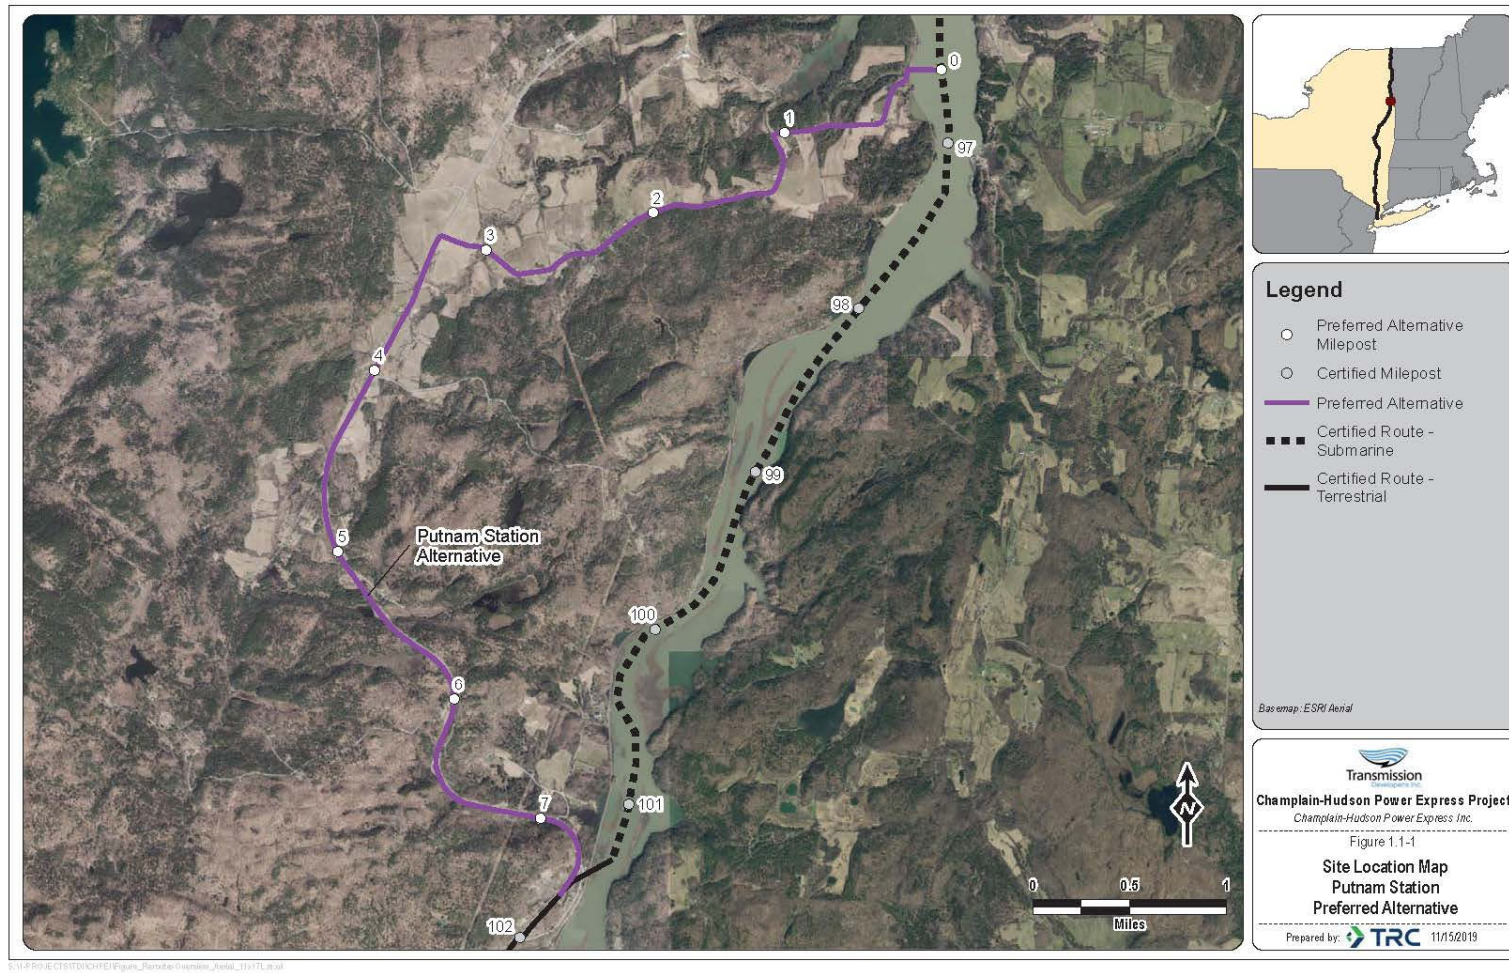 0
1
97
2
3
98
4
99
5
Putnam Station
Alternative
100
6
7
101
102
N
0 0.5 1
Miles
Legend
Preferred Alternative
Milepost
Certified Milepost
Preferred Alternative
Certified Route -
Submarine
Certified Route -
Terrestrial
Basemap: ESRI Aerial
Transmission
Developers Inc.
Champlain-Hudson Power Express Project
Champlain-Hudson Power Express Inc.
Figure 1.1-1
Site Location Map
Putnam Station
Preferred Alternative
Prepared by: TRC 11/15/2019